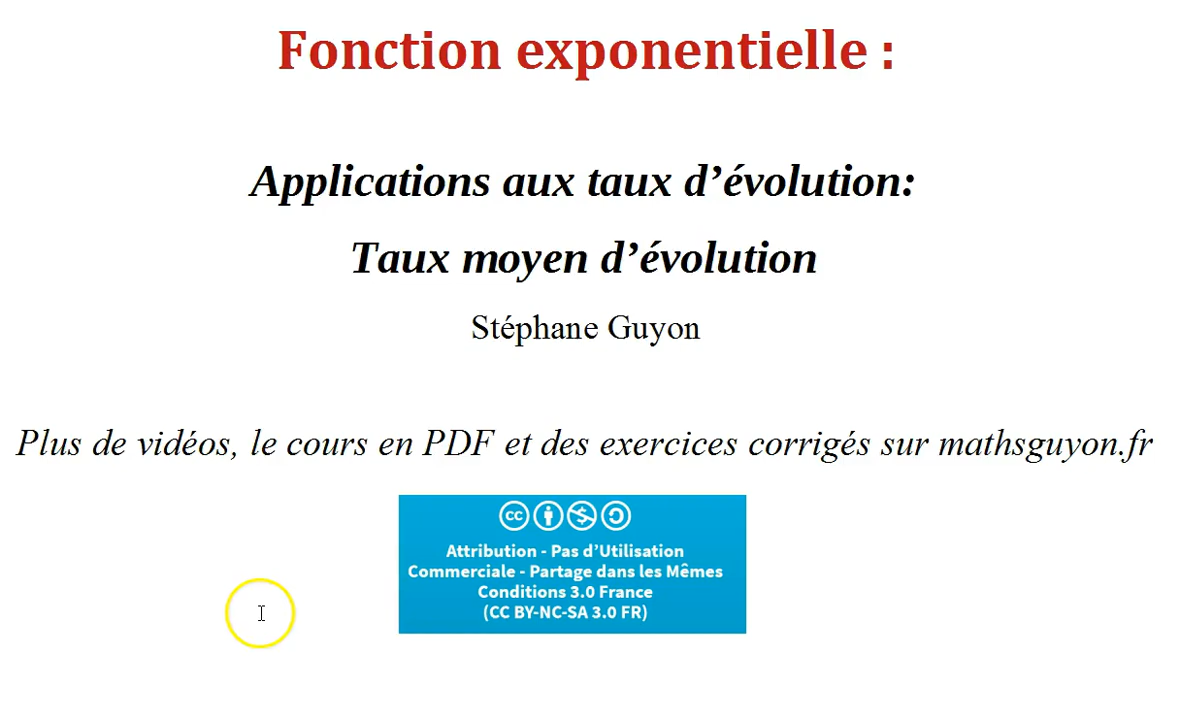 Fonction exponentielle :
Applications aux taux d’évolution:
Taux moyen d’évolution
Stéphane Guyon
Plus de vidéos, le cours en PDF et des exercices corrigés sur mathsguyon.fr
cc
Attribution - Pas d’Utilisation
Commerciale - Partage dans les Mêmes
Conditions 3.0 France
(CC BY-NC-SA 3.0 FR)